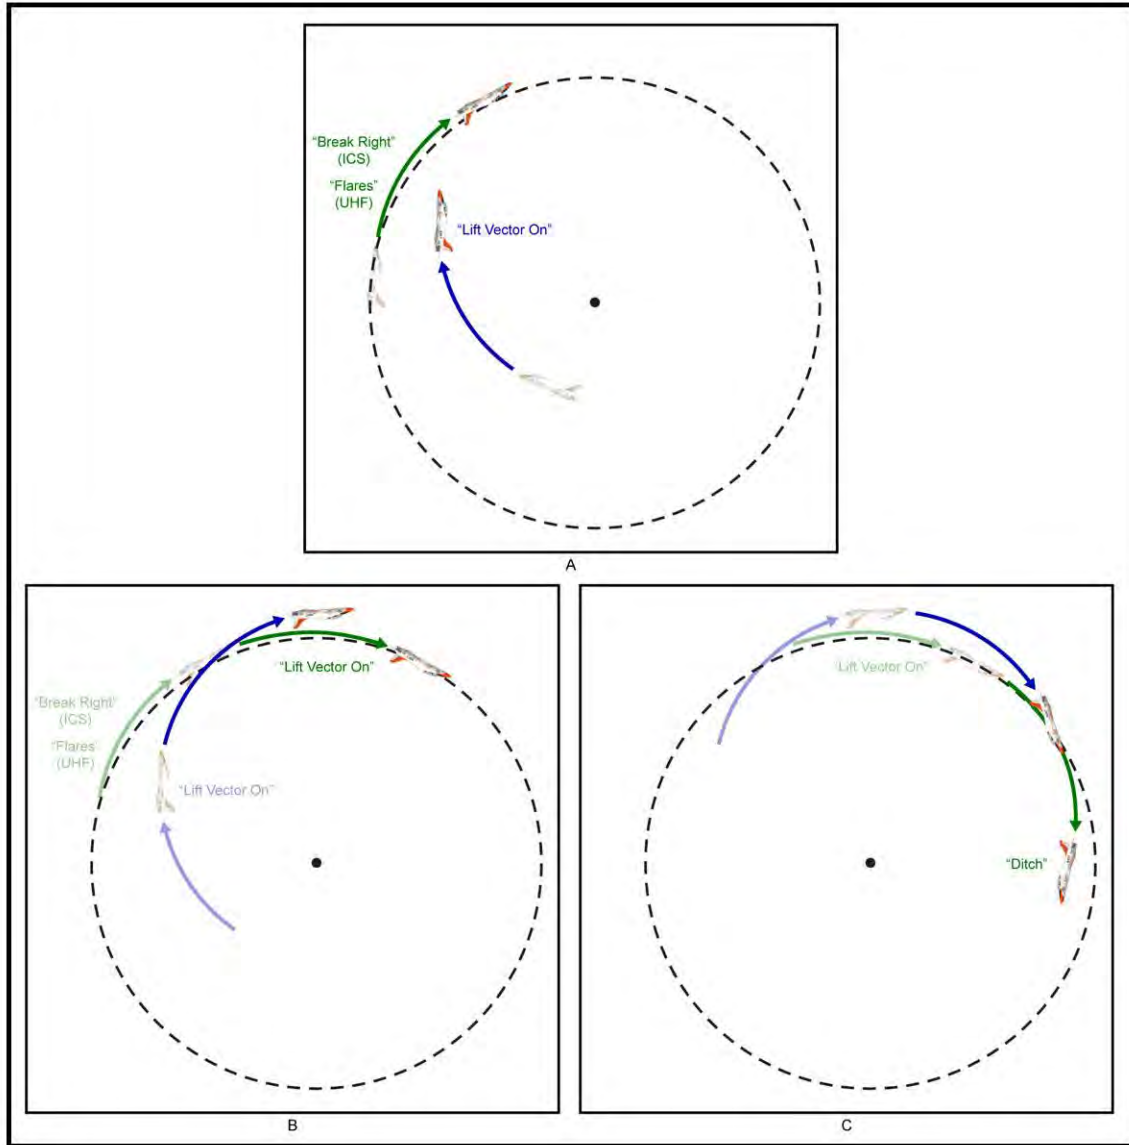 “Break Right”
(ICS)
“Flares”
(UHF)
“Lift Vector On”
A
“Lift Vector On”
“Break Right”
(ICS)
“Flares
(UHF)
“Lift Vector On”
B
Lift Vector On”
“Ditch”
C